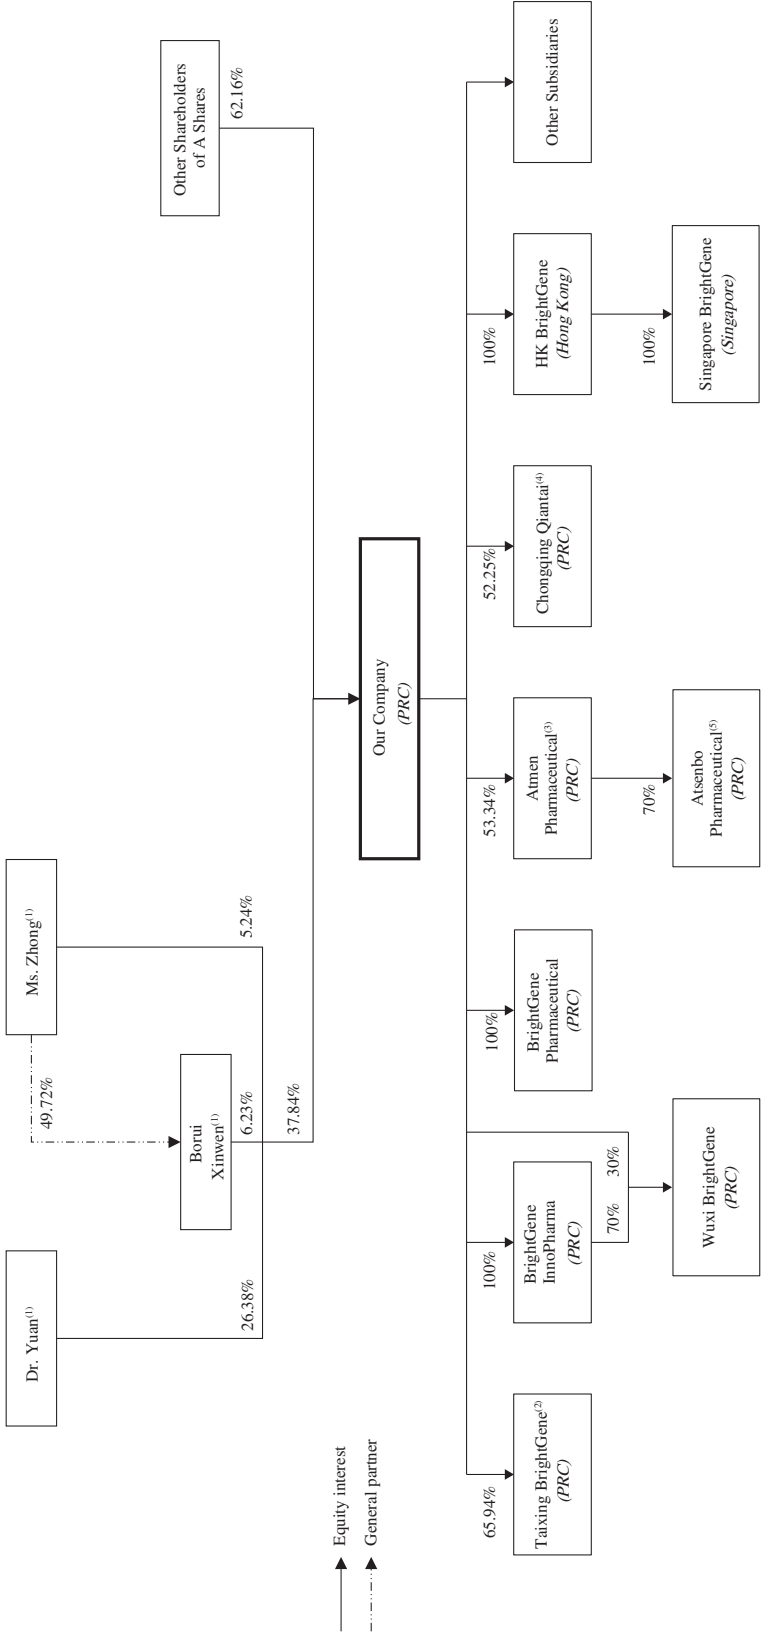 Dr. Yuan(1)
Ms. Zhong(1)
Other Shareholders
of A Shares
49.72%
Borui
Xinwen(1)
26.38%
6.23%
5.24%
62.16%
37.84%
Equity interest
General partner
Our Company
(PRC)
65.94%
100%
100%
53.34%
52.25%
100%
Taixing BrightGene(2)
(PRC)
BrightGene
InnoPharma
(PRC)
BrightGene
Pharmaceutical
(PRC)
Atmen
Pharmaceutical(3)
(PRC)
Chongqing Qiantai(4)
(PRC)
HK BrightGene
(Hong Kong)
Other Subsidiaries
70%
30%
70%
100%
Wuxi BrightGene
(PRC)
Atsenbo
Pharmaceutical(5)
(PRC)
Singapore BrightGene
(Singapore)